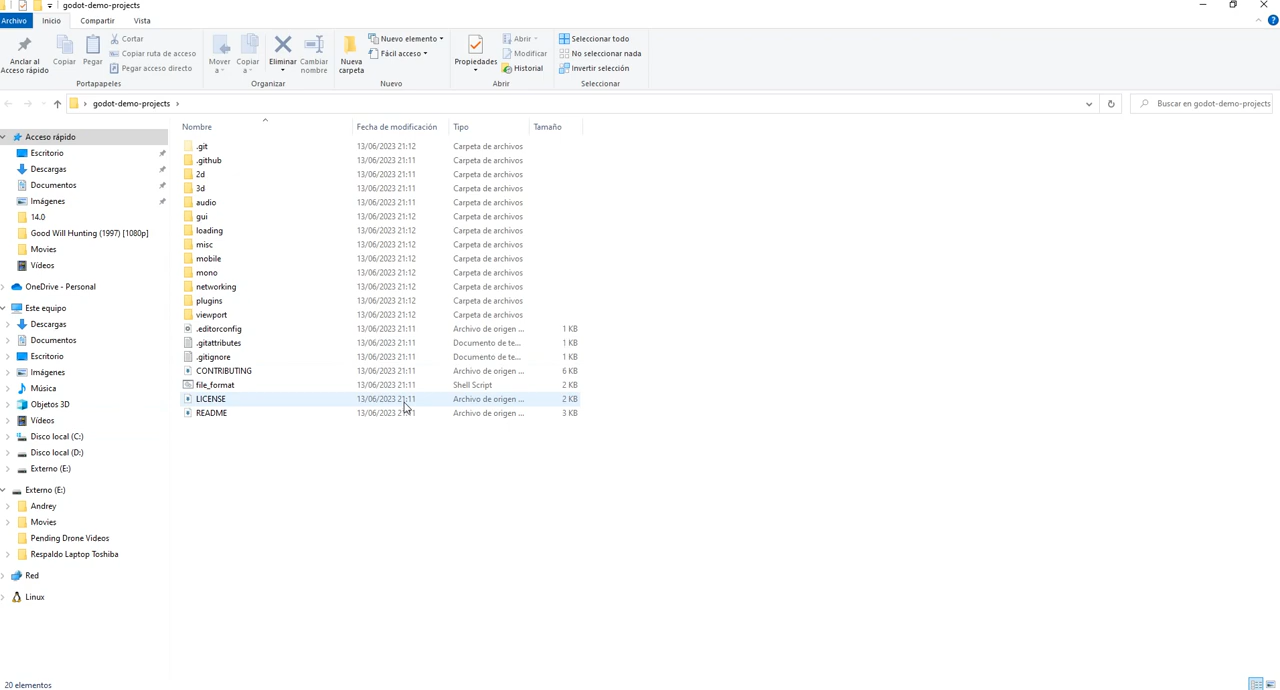 godot-demo-projects
Archivo Inicio Compartir Vista
Anclar al Acceso rápido
Copiar
Pegar
Cortar
Copiar ruta de acceso
Pegar acceso directo
Portapapeles
Mover a
Copiar a
Eliminar
Cambiar nombre
Organizar
Nueva carpeta
Nuevo elemento
Fácil acceso
Nuevo
Propiedades
Abrir
Modificar
Historial
Abrir
Seleccionar todo
No seleccionar nada
Invertir selección
Seleccionar
godot-demo-projects
Buscar en godot-demo-projects
Acceso rápido
Escritorio
Descargas
Documentos
Imágenes
14.0
Good Will Hunting (1997) [1080p]
Movies
Vídeos
OneDrive - Personal
Este equipo
Descargas
Documentos
Escritorio
Imágenes
Música
Objetos 3D
Vídeos
Disco local (C:)
Disco local (D:)
Externo (E:)
Externo (E:)
Andrey
Movies
Pending Drone Videos
Respaldo Laptop Toshiba
Red
Linux
Nombre Fecha de modificación Tipo Tamaño
.git 13/06/2023 21:12 Carpeta de archivos
.github 13/06/2023 21:11 Carpeta de archivos
2d 13/06/2023 21:11 Carpeta de archivos
3d 13/06/2023 21:11 Carpeta de archivos
audio 13/06/2023 21:11 Carpeta de archivos
gui 13/06/2023 21:12 Carpeta de archivos
loading 13/06/2023 21:12 Carpeta de archivos
misc 13/06/2023 21:12 Carpeta de archivos
mobile 13/06/2023 21:12 Carpeta de archivos
mono 13/06/2023 21:12 Carpeta de archivos
networking 13/06/2023 21:12 Carpeta de archivos
plugins 13/06/2023 21:12 Carpeta de archivos
viewport 13/06/2023 21:12 Carpeta de archivos
.editorconfig 13/06/2023 21:11 Archivo de origen ... 1 KB
.gitattributes 13/06/2023 21:11 Documento de te... 1 KB
.gitignore 13/06/2023 21:11 Documento de te... 1 KB
CONTRIBUTING 13/06/2023 21:11 Archivo de origen ... 6 KB
file_format 13/06/2023 21:11 Shell Script 2 KB
LICENSE 13/06/2023 21:11 Archivo de origen ... 2 KB
README 13/06/2023 21:11 Archivo de origen ... 3 KB
20 elementos